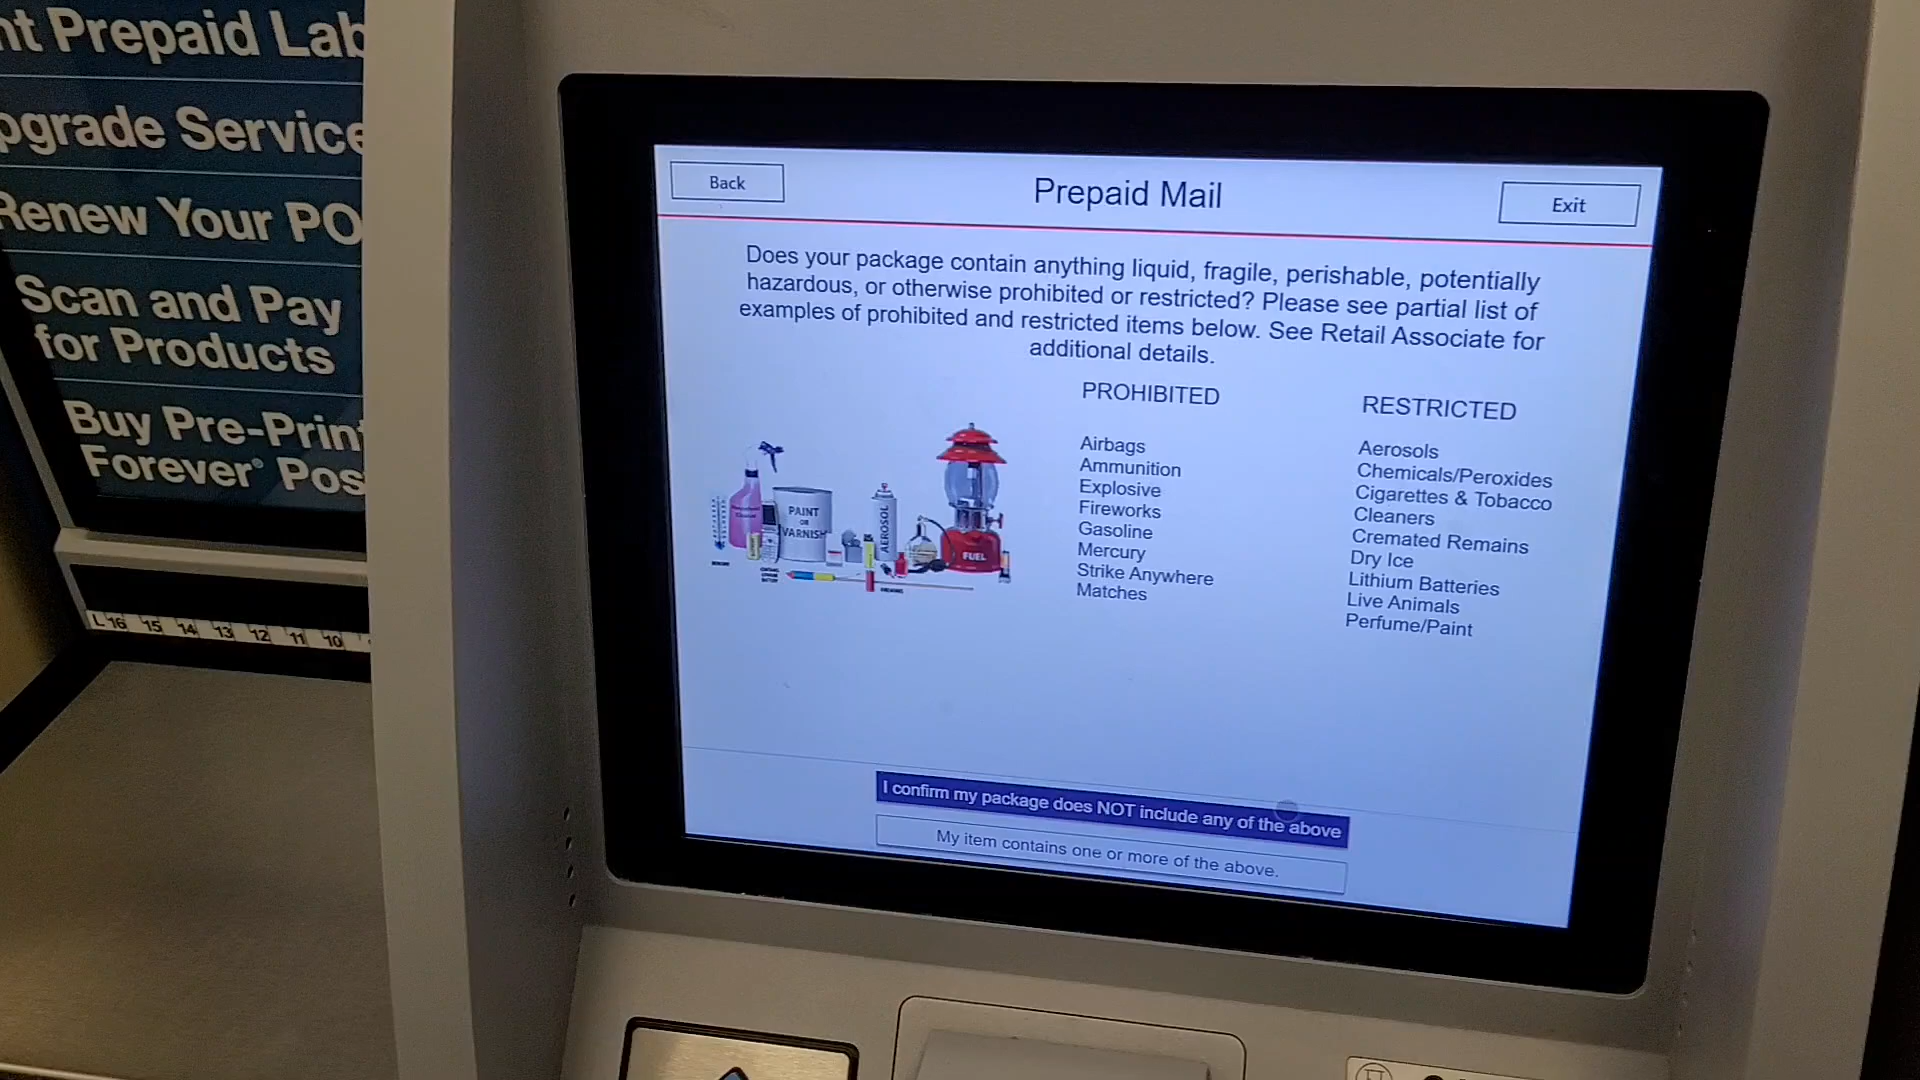 nt Prepaid Lab
pgrade Service
Renew Your PO
Scan and Pay
for Products
Buy Pre-Print
Forever® Pos
L 16 15 14 13 12 11 10
Back
Prepaid Mail
Exit
Does your package contain anything liquid, fragile, perishable, potentially
hazardous, or otherwise prohibited or restricted? Please see partial list of
examples of prohibited and restricted items below. See Retail Associate for
additional details.
PAINT
OR
VARNISH
AEROSOL
FUEL
PROHIBITED
Airbags
Ammunition
Explosive
Fireworks
Gasoline
Mercury
Strike Anywhere
Matches
RESTRICTED
Aerosols
Chemicals/Peroxides
Cigarettes & Tobacco
Cleaners
Cremated Remains
Dry Ice
Lithium Batteries
Live Animals
Perfume/Paint
I confirm my package does NOT include any of the above
My item contains one or more of the above.